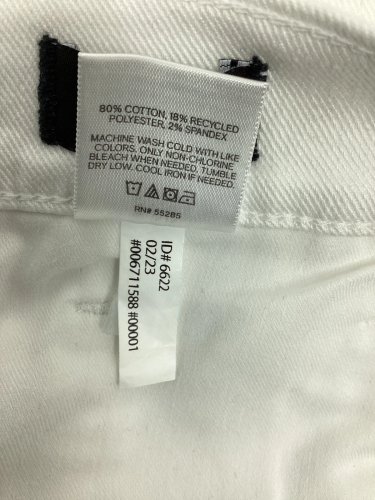 80% COTTON, 18% RECYCLED
POLYESTER, 2% SPANDEX
MACHINE WASH COLD WITH LIKE
COLORS. ONLY NON-CHLORINE
BLEACH WHEN NEEDED. TUMBLE
DRY LOW. COOL IRON IF NEEDED.
RN# 55285
ID# 6622
02/23
#006711588 #00001